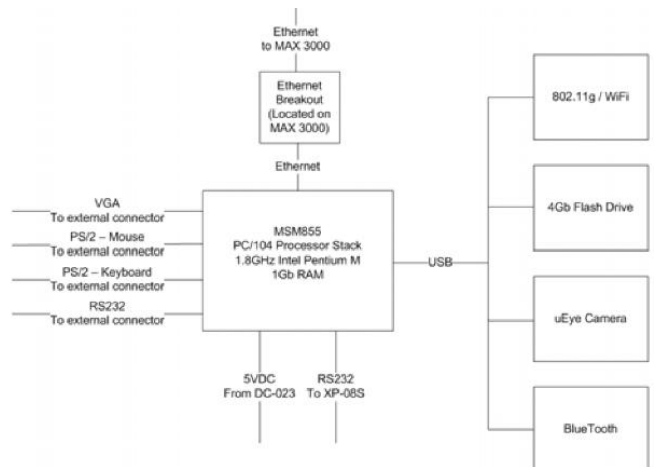 Ethernet
to MAX 3000
Ethernet
Breakout
(Located on
MAX 3000)
Ethernet
VGA
To external connector
PS/2 – Mouse
To external connector
PS/2 – Keyboard
To external connector
RS232
To external connector
MSM855
PC/104 Processor Stack
1.8GHz Intel Pentium M
1Gb RAM
USB
802.11g / WiFi
4Gb Flash Drive
uEye Camera
BlueTooth
5VDC
From DC-023
RS232
To XP-08S